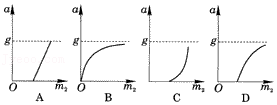 a a a a
g g g g
O m₂ O m₂ O m₂ O m₂
A B C D